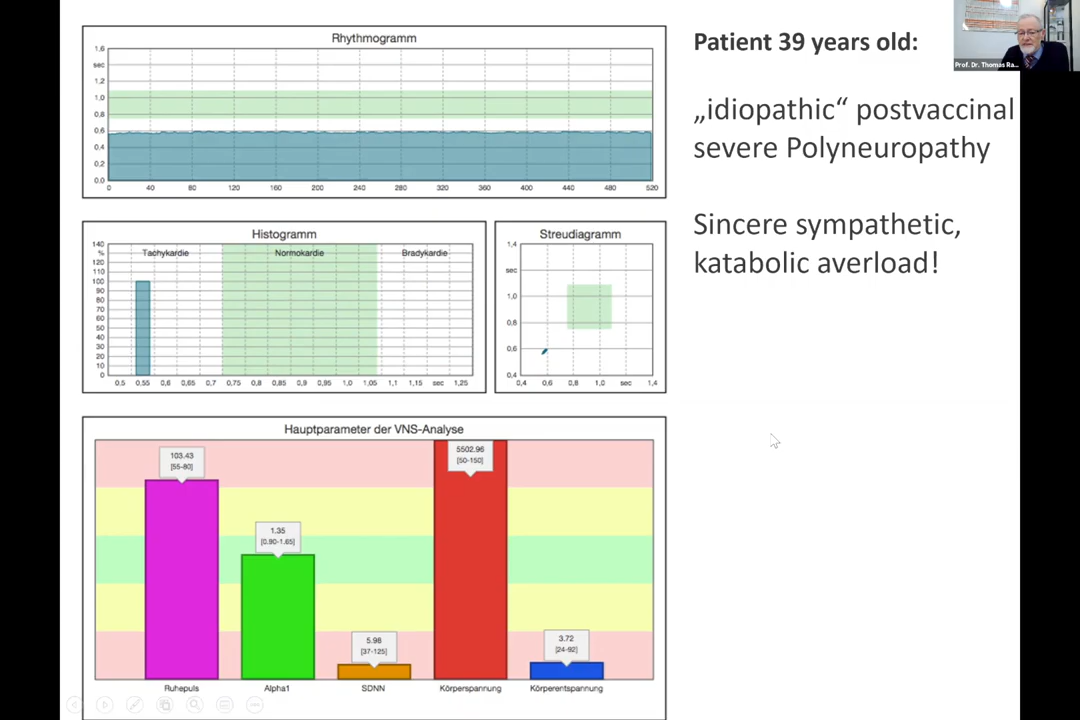 Rhythmogramm
1,6
sec
1,2
1,0
0,8
0,6
0,4
0,2
0,0
0 40 80 120 160 200 240 280 320 360 400 440 480 520
Patient 39 years old:
Prof. Dr. Thomas Ra...
„idiopathic“ postvaccinal
severe Polyneuropathy
Sincere sympathetic,
katabolic averload!
Histogramm
Tachykardie Normokardie Bradykardie
140
%
120
110
100
90
80
70
60
50
40
30
20
10
0
0,5 0,55 0,6 0,65 0,7 0,75 0,8 0,85 0,9 0,95 1,0 1,05 1,1 1,15 sec 1,25
Streudiagramm
1,4
sec
1,0
0,8
0,6
0,4
0,4 0,6 0,8 1,0 sec 1,4
Hauptparameter der VNS-Analyse
103.43
[55-80]
1.35
[0.90-1.65]
5.98
[37-125]
5502.96
[50-150]
3.72
[24-92]
Ruhepuls Alpha1 SDNN Körperspannung Körperentspannung